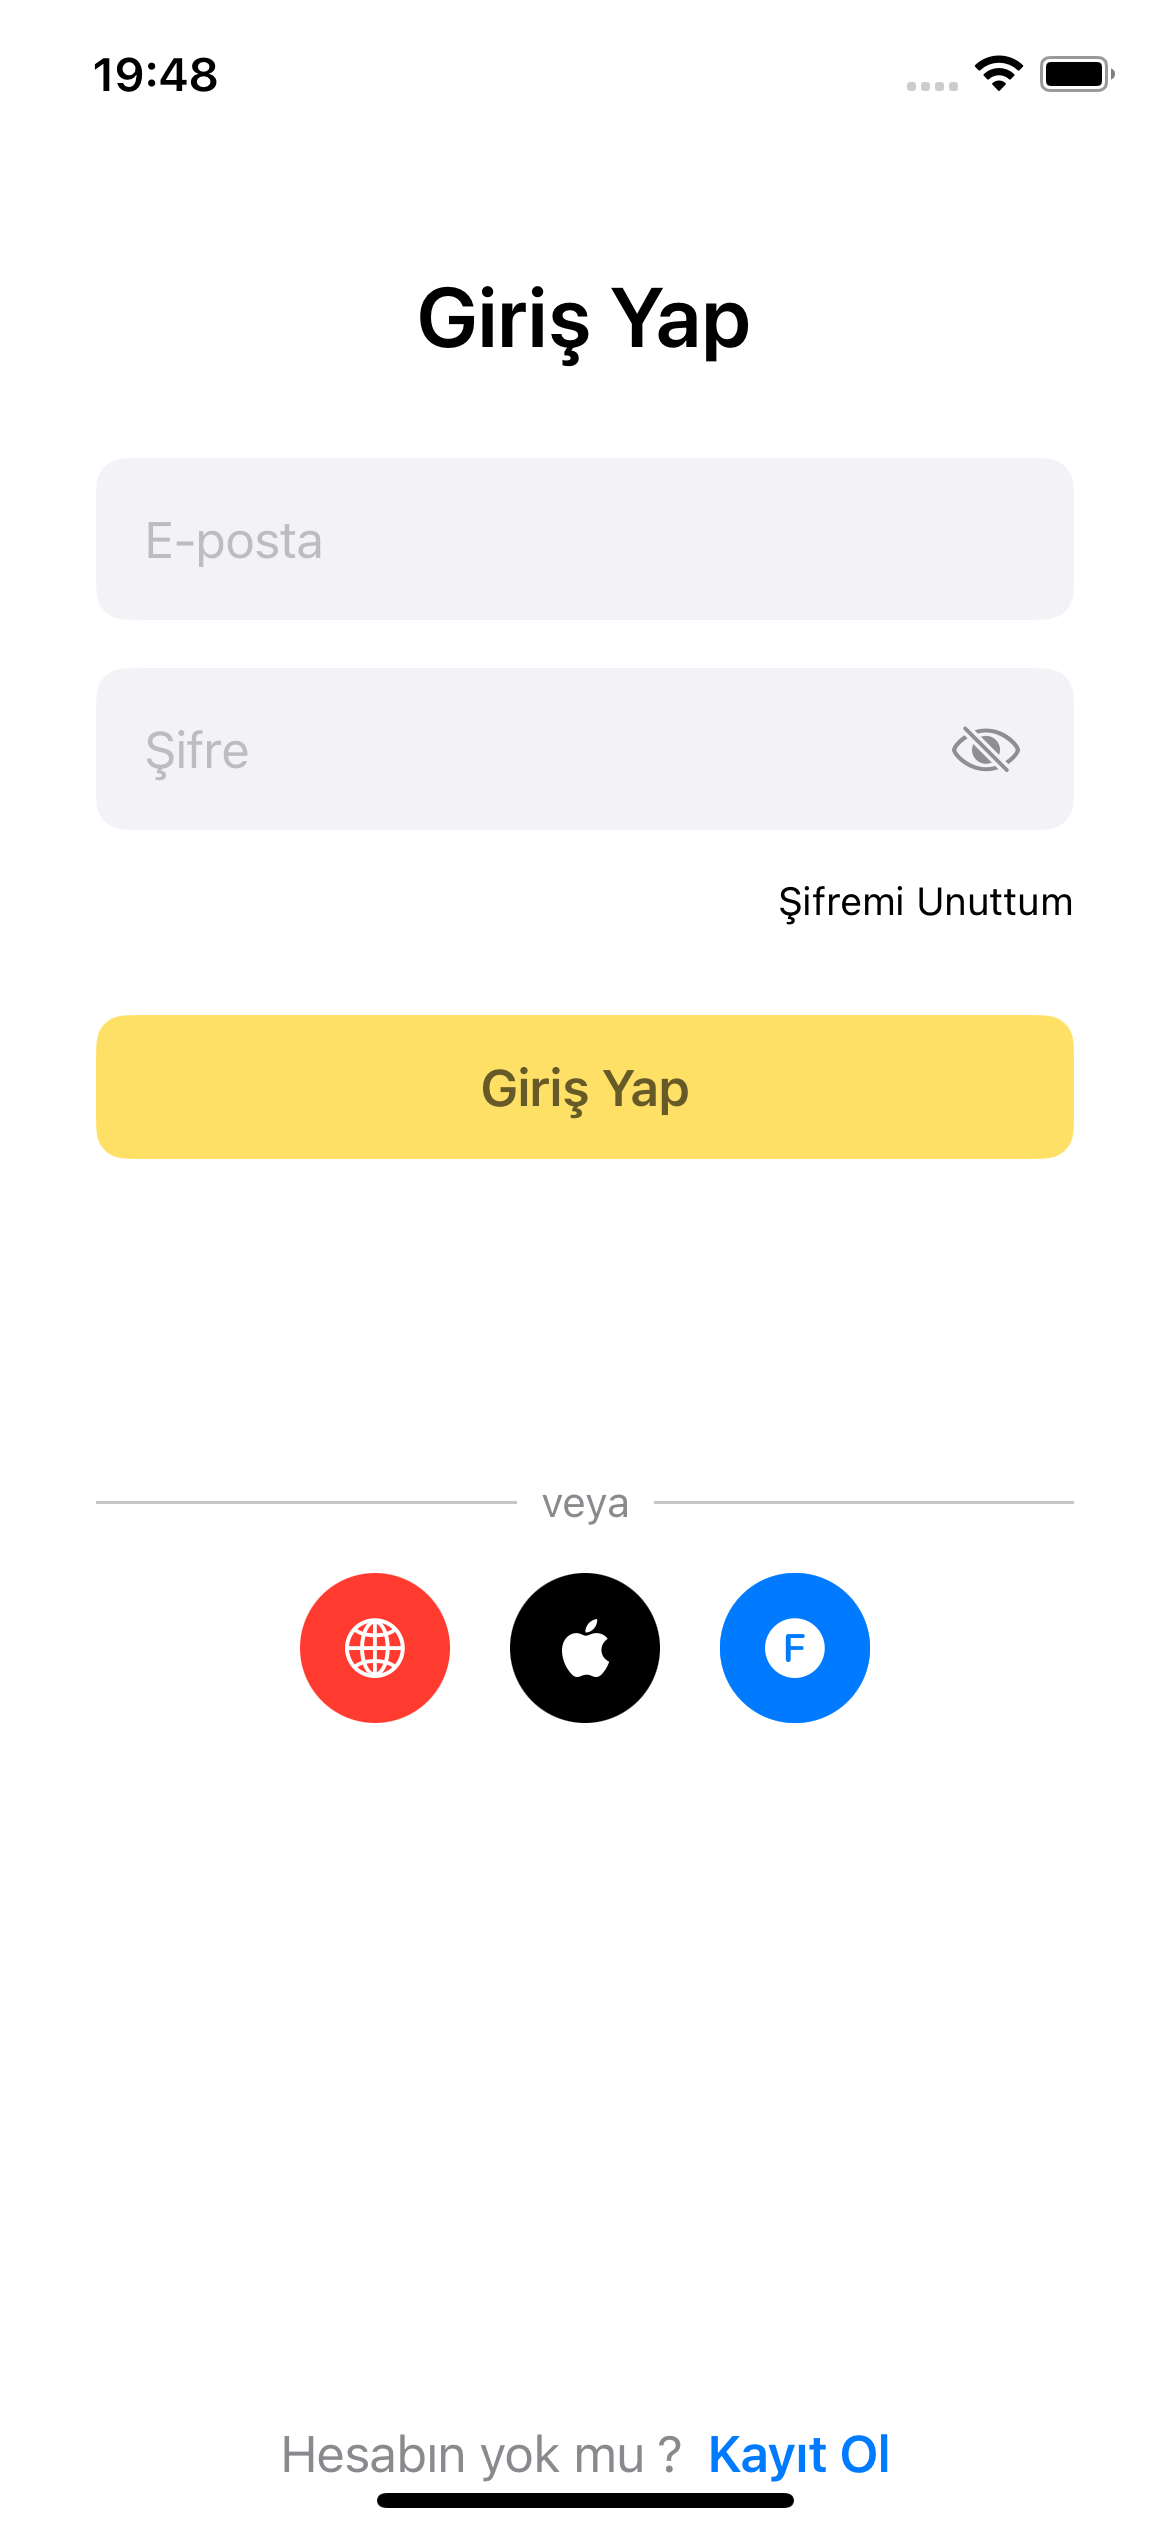 19:48
Giriş Yap
E-posta
Şifre
Şifremi Unuttum
Giriş Yap
veya
F
Hesabın yok mu ? Kayıt Ol